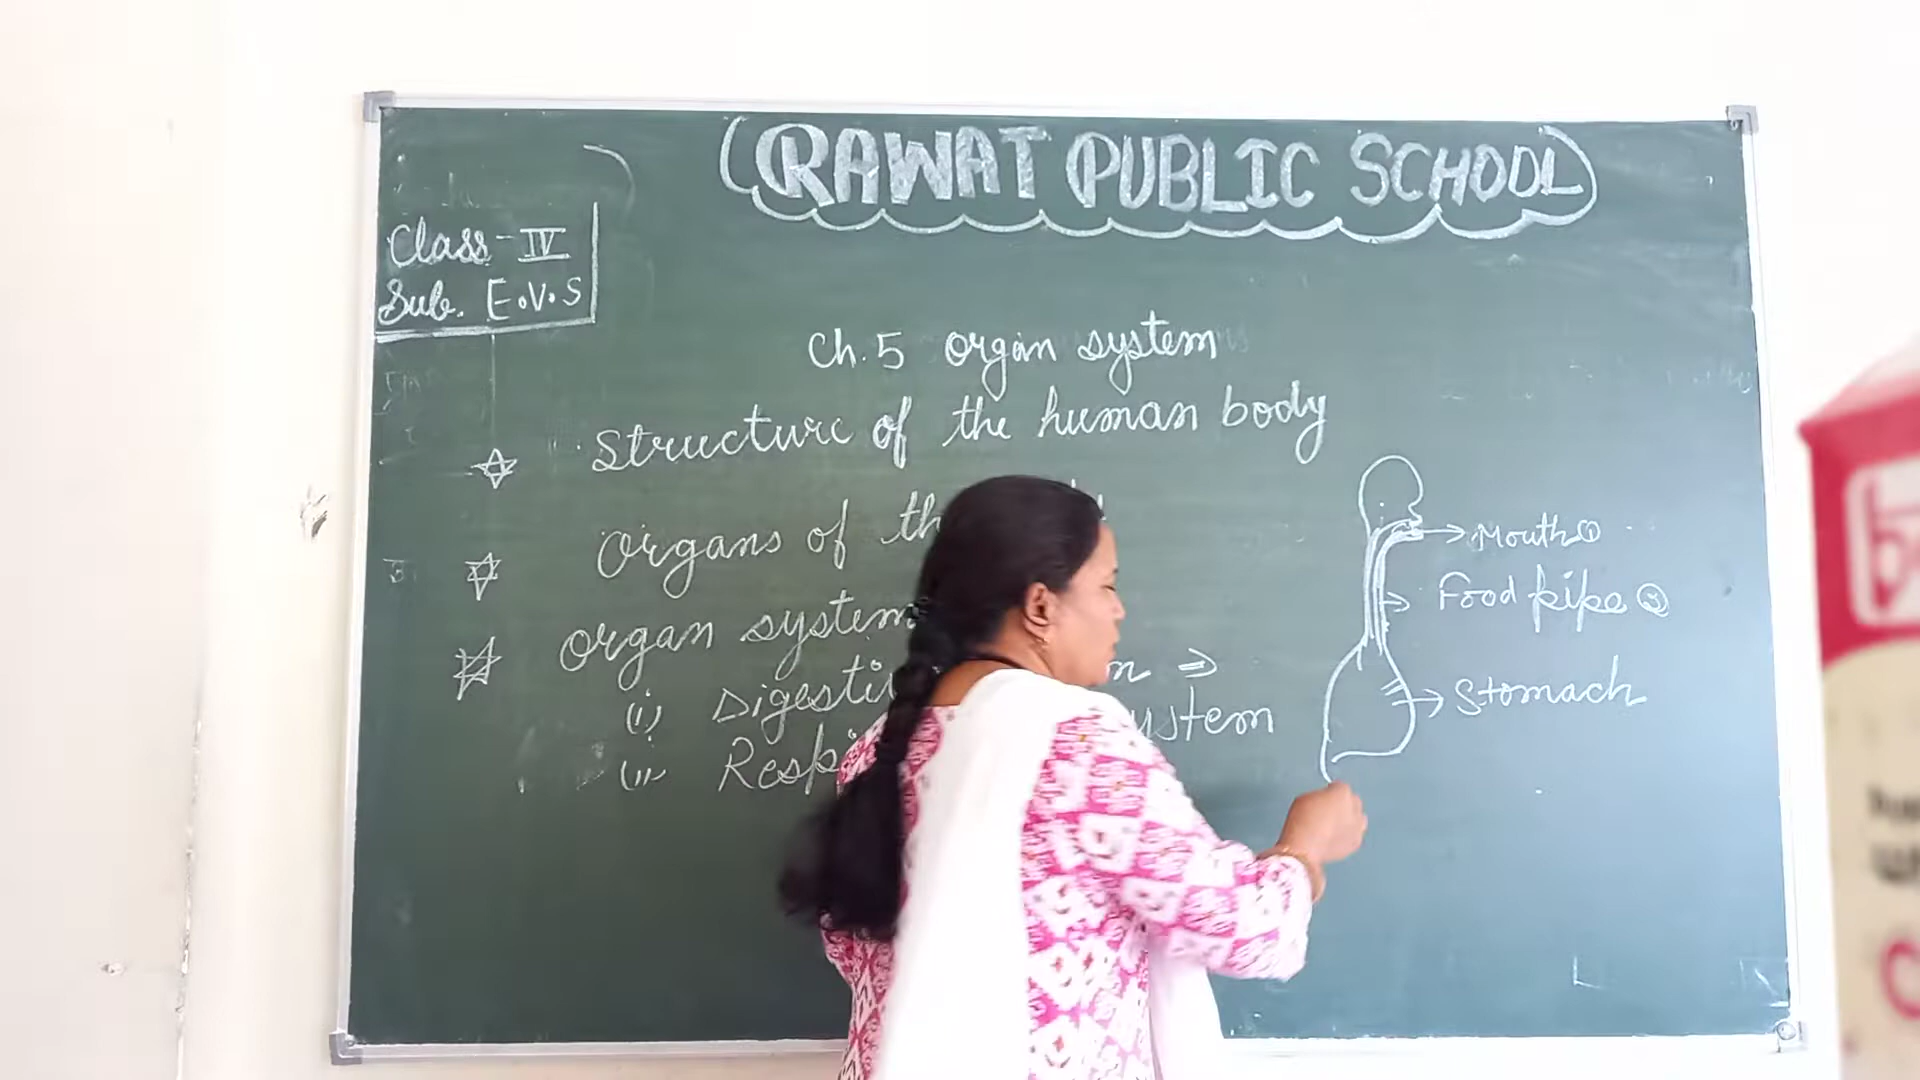 RAWAT PUBLIC SCHOOL
Class - IV
Sub. E.V.S
Ch. 5 organ system
Structure of the human body
Organs of th
organ system
(i) Digesti n ⇒
(ii) Resp ystem
→ Mouth ①
→ Food pipe ②
→ Stomach